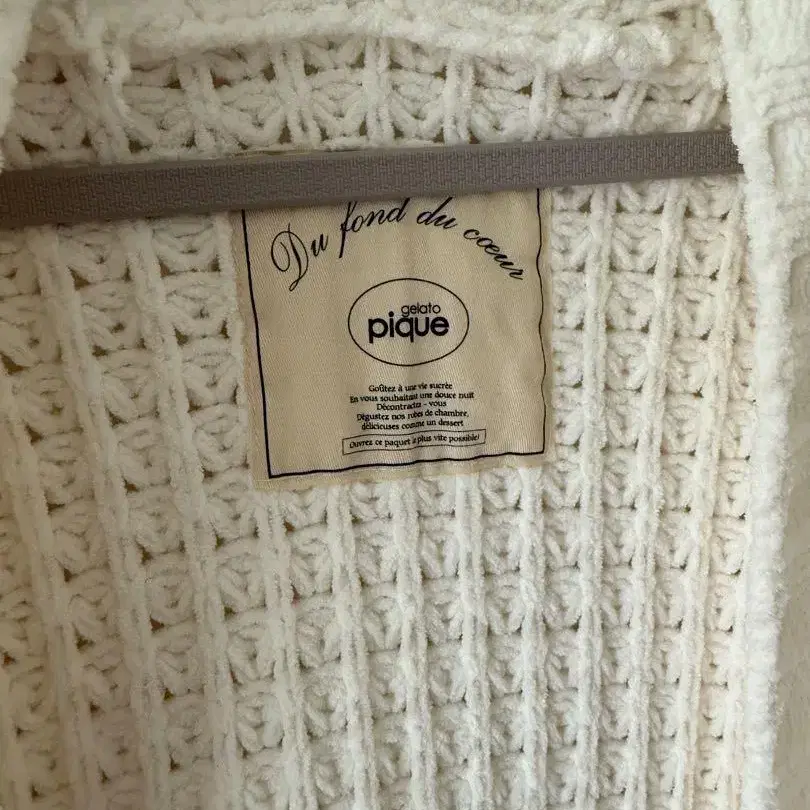 Du fond du cœur
gelato
pique
Goûtez à une vie sucrée
En vous souhaitant une douce nuit
Décontractez - vous
Dégustez nos robes de chambre,
délicieuses comme un dessert
Ouvrez ce paquet le plus vite possible!